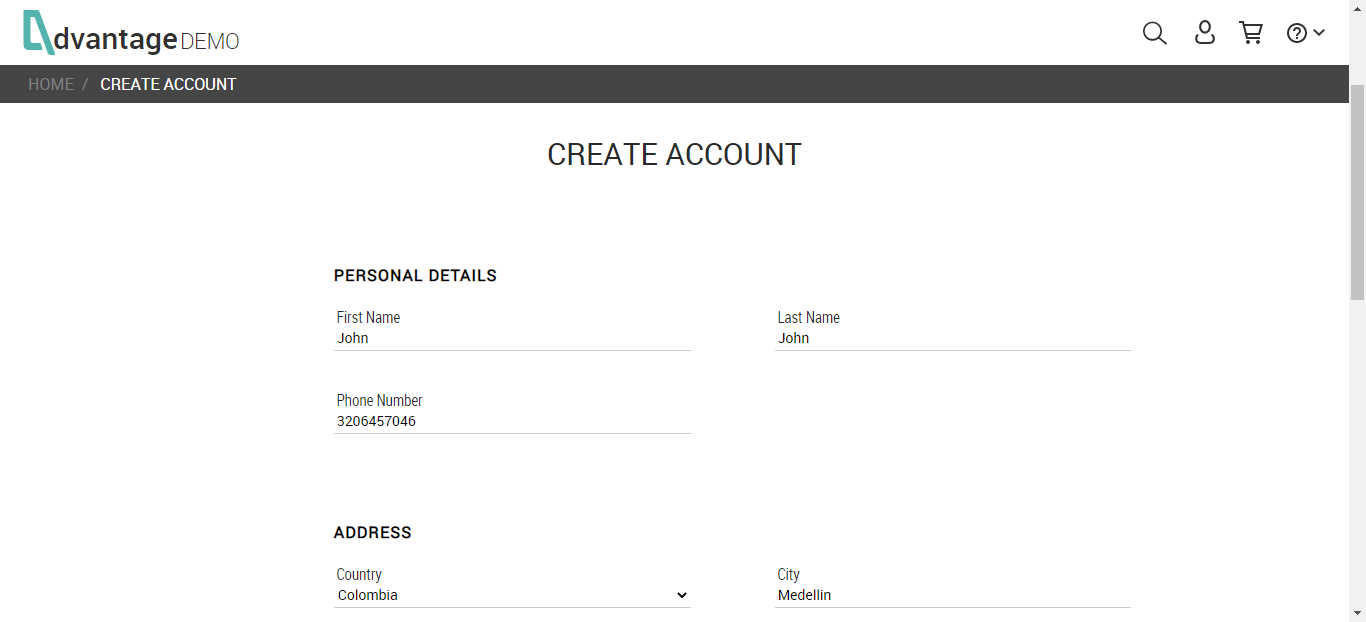 dvantage DEMO
HOME / CREATE ACCOUNT
CREATE ACCOUNT
PERSONAL DETAILS
First Name
John
Last Name
John
Phone Number
3206457046
ADDRESS
Country
Colombia
City
Medellin